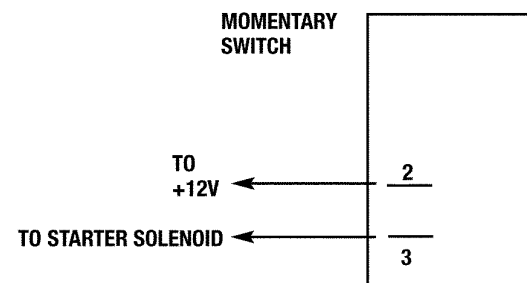 MOMENTARY
SWITCH
TO
+12V
2
TO STARTER SOLENOID
3